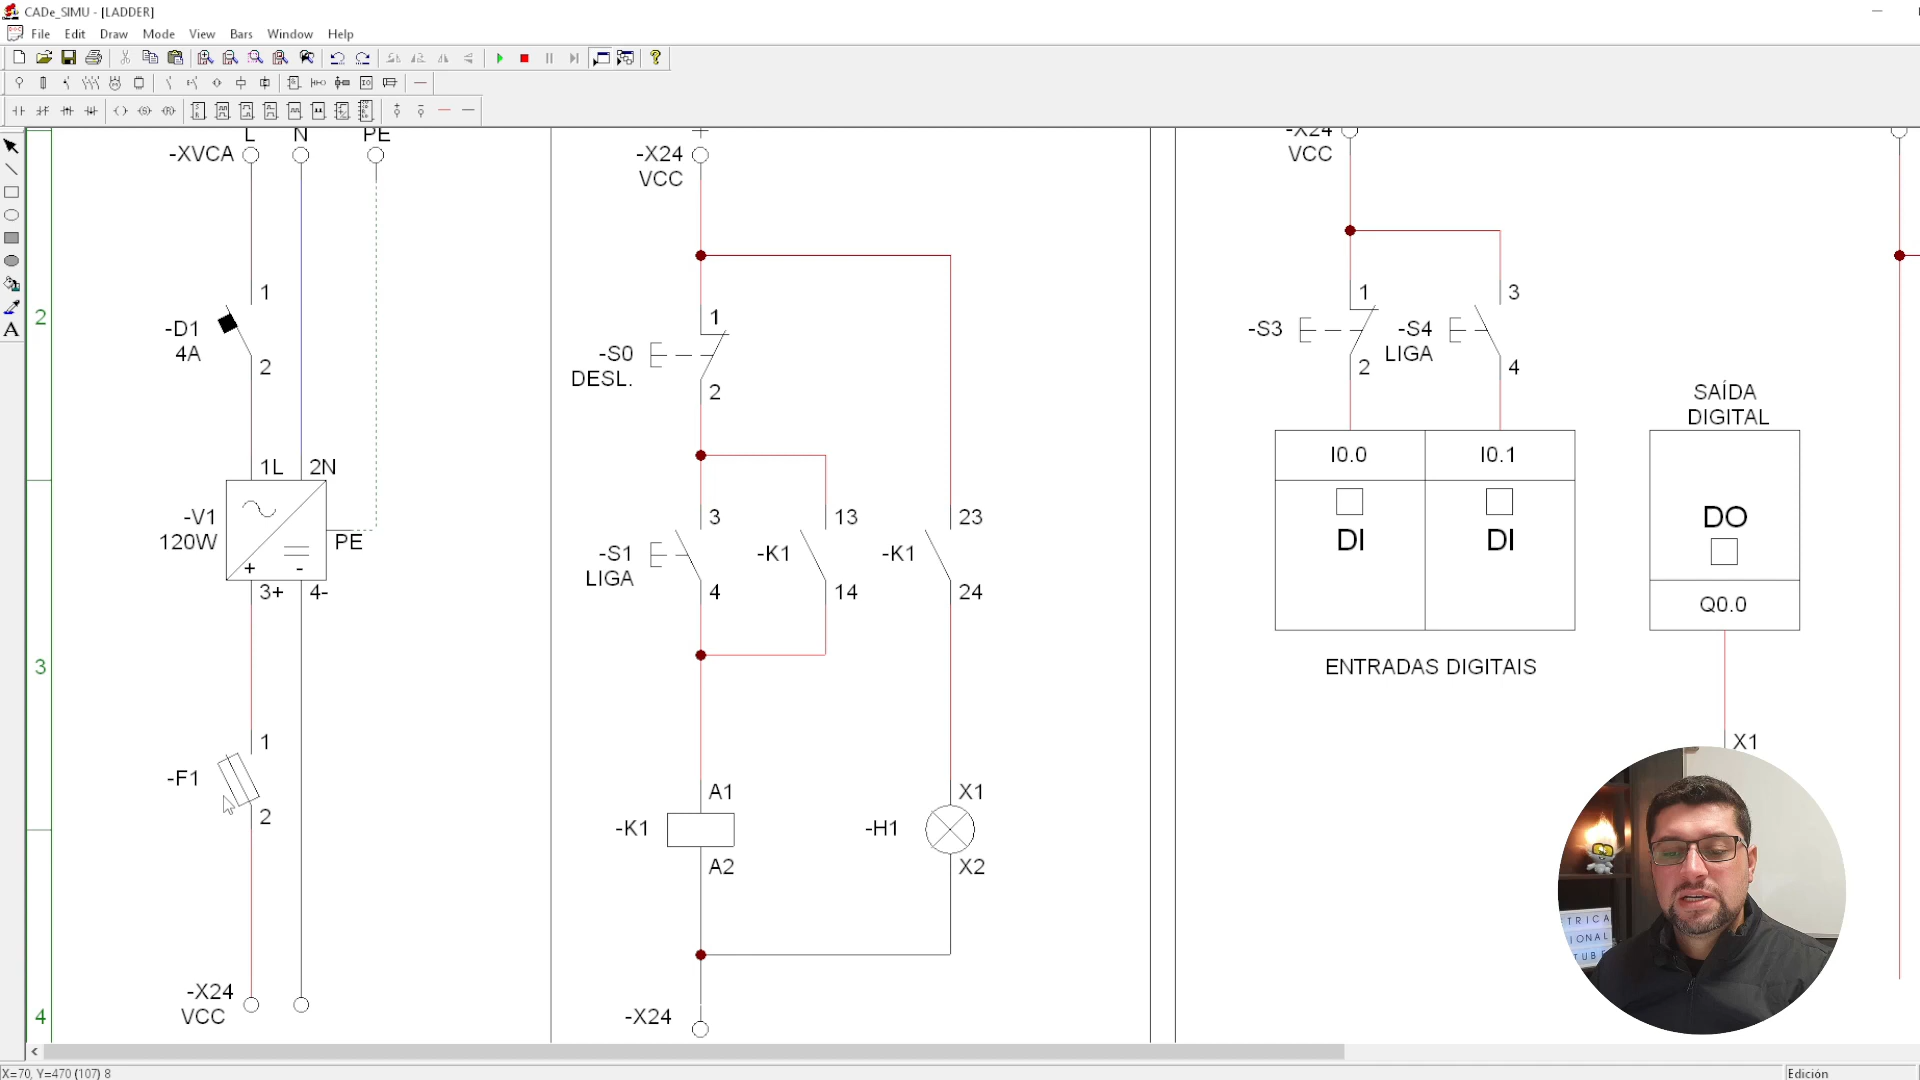 CADe_SIMU - [LADDER]
File Edit Draw Mode View Bars Window Help
L N PE
-XVCA
1
-D1
4A
2
1L 2N
-V1
120W
PE
+ -
3+ 4-
1
-F1
2
-X24
VCC
2
3
4
+
-X24
VCC
1
-S0
DESL.
2
3
-S1
LIGA
4
13
-K1
14
23
-K1
24
A1
-K1
A2
X1
-H1
X2
-X24
-X24
VCC
1
-S3
2
3
-S4
LIGA
4
I0.0 I0.1
DI DI
ENTRADAS DIGITAIS
SAÍDA
DIGITAL
DO
Q0.0
X1
TRICA
IONAL
TUBE
X=70, Y=470 (107) 8
Edición